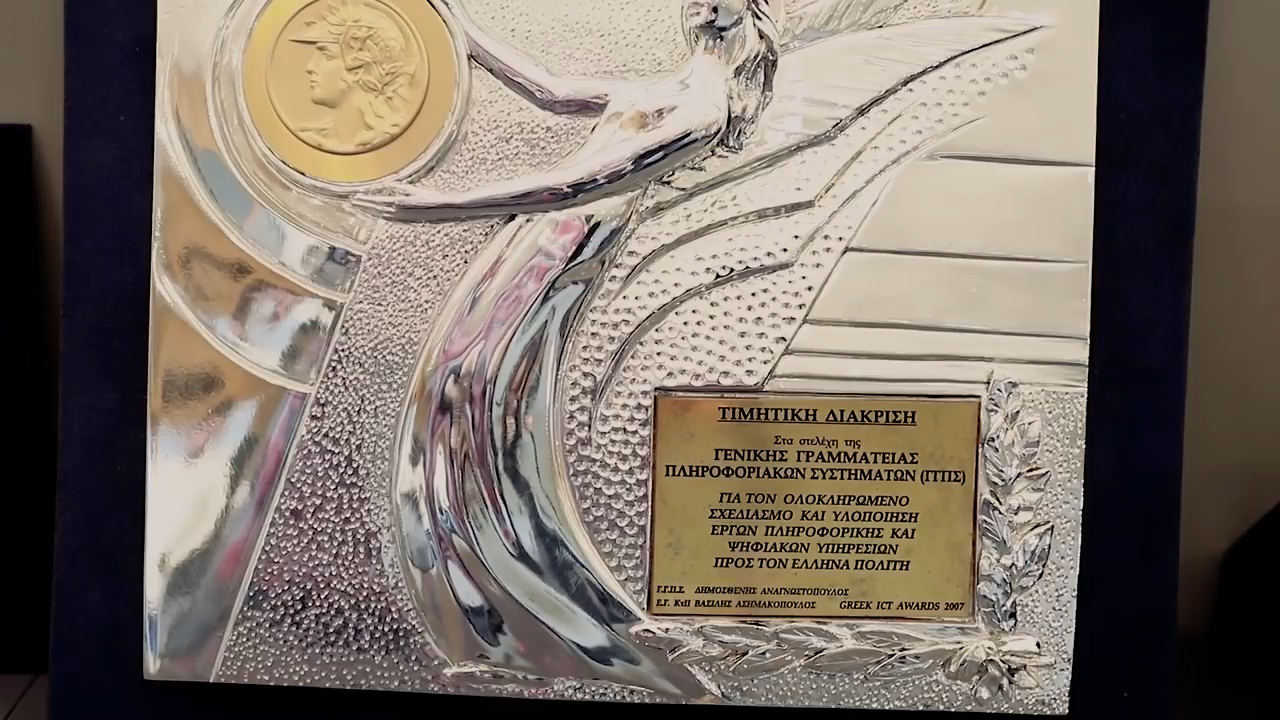 ΤΙΜΗΤΙΚΗ ΔΙΑΚΡΙΣΗ
Στα στελέχη της
ΓΕΝΙΚΗΣ ΓΡΑΜΜΑΤΕΙΑΣ
ΠΛΗΡΟΦΟΡΙΑΚΩΝ ΣΥΣΤΗΜΑΤΩΝ (ΓΓΠΣ)
ΓΙΑ ΤΟΝ ΟΛΟΚΛΗΡΩΜΕΝΟ
ΣΧΕΔΙΑΣΜΟ ΚΑΙ ΥΛΟΠΟΙΗΣΗ
ΕΡΓΩΝ ΠΛΗΡΟΦΟΡΙΚΗΣ ΚΑΙ
ΨΗΦΙΑΚΩΝ ΥΠΗΡΕΣΙΩΝ
ΠΡΟΣ ΤΟΝ ΕΛΛΗΝΑ ΠΟΛΙΤΗ
Γ.Γ.Π.Σ. ΔΗΜΟΣΘΕΝΗΣ ΑΝΑΓΝΩΣΤΟΠΟΥΛΟΣ
Ε.Γ. ΚτΠ ΒΑΣΙΛΗΣ ΑΣΗΜΑΚΟΠΟΥΛΟΣ GREEK ICT AWARDS 2007